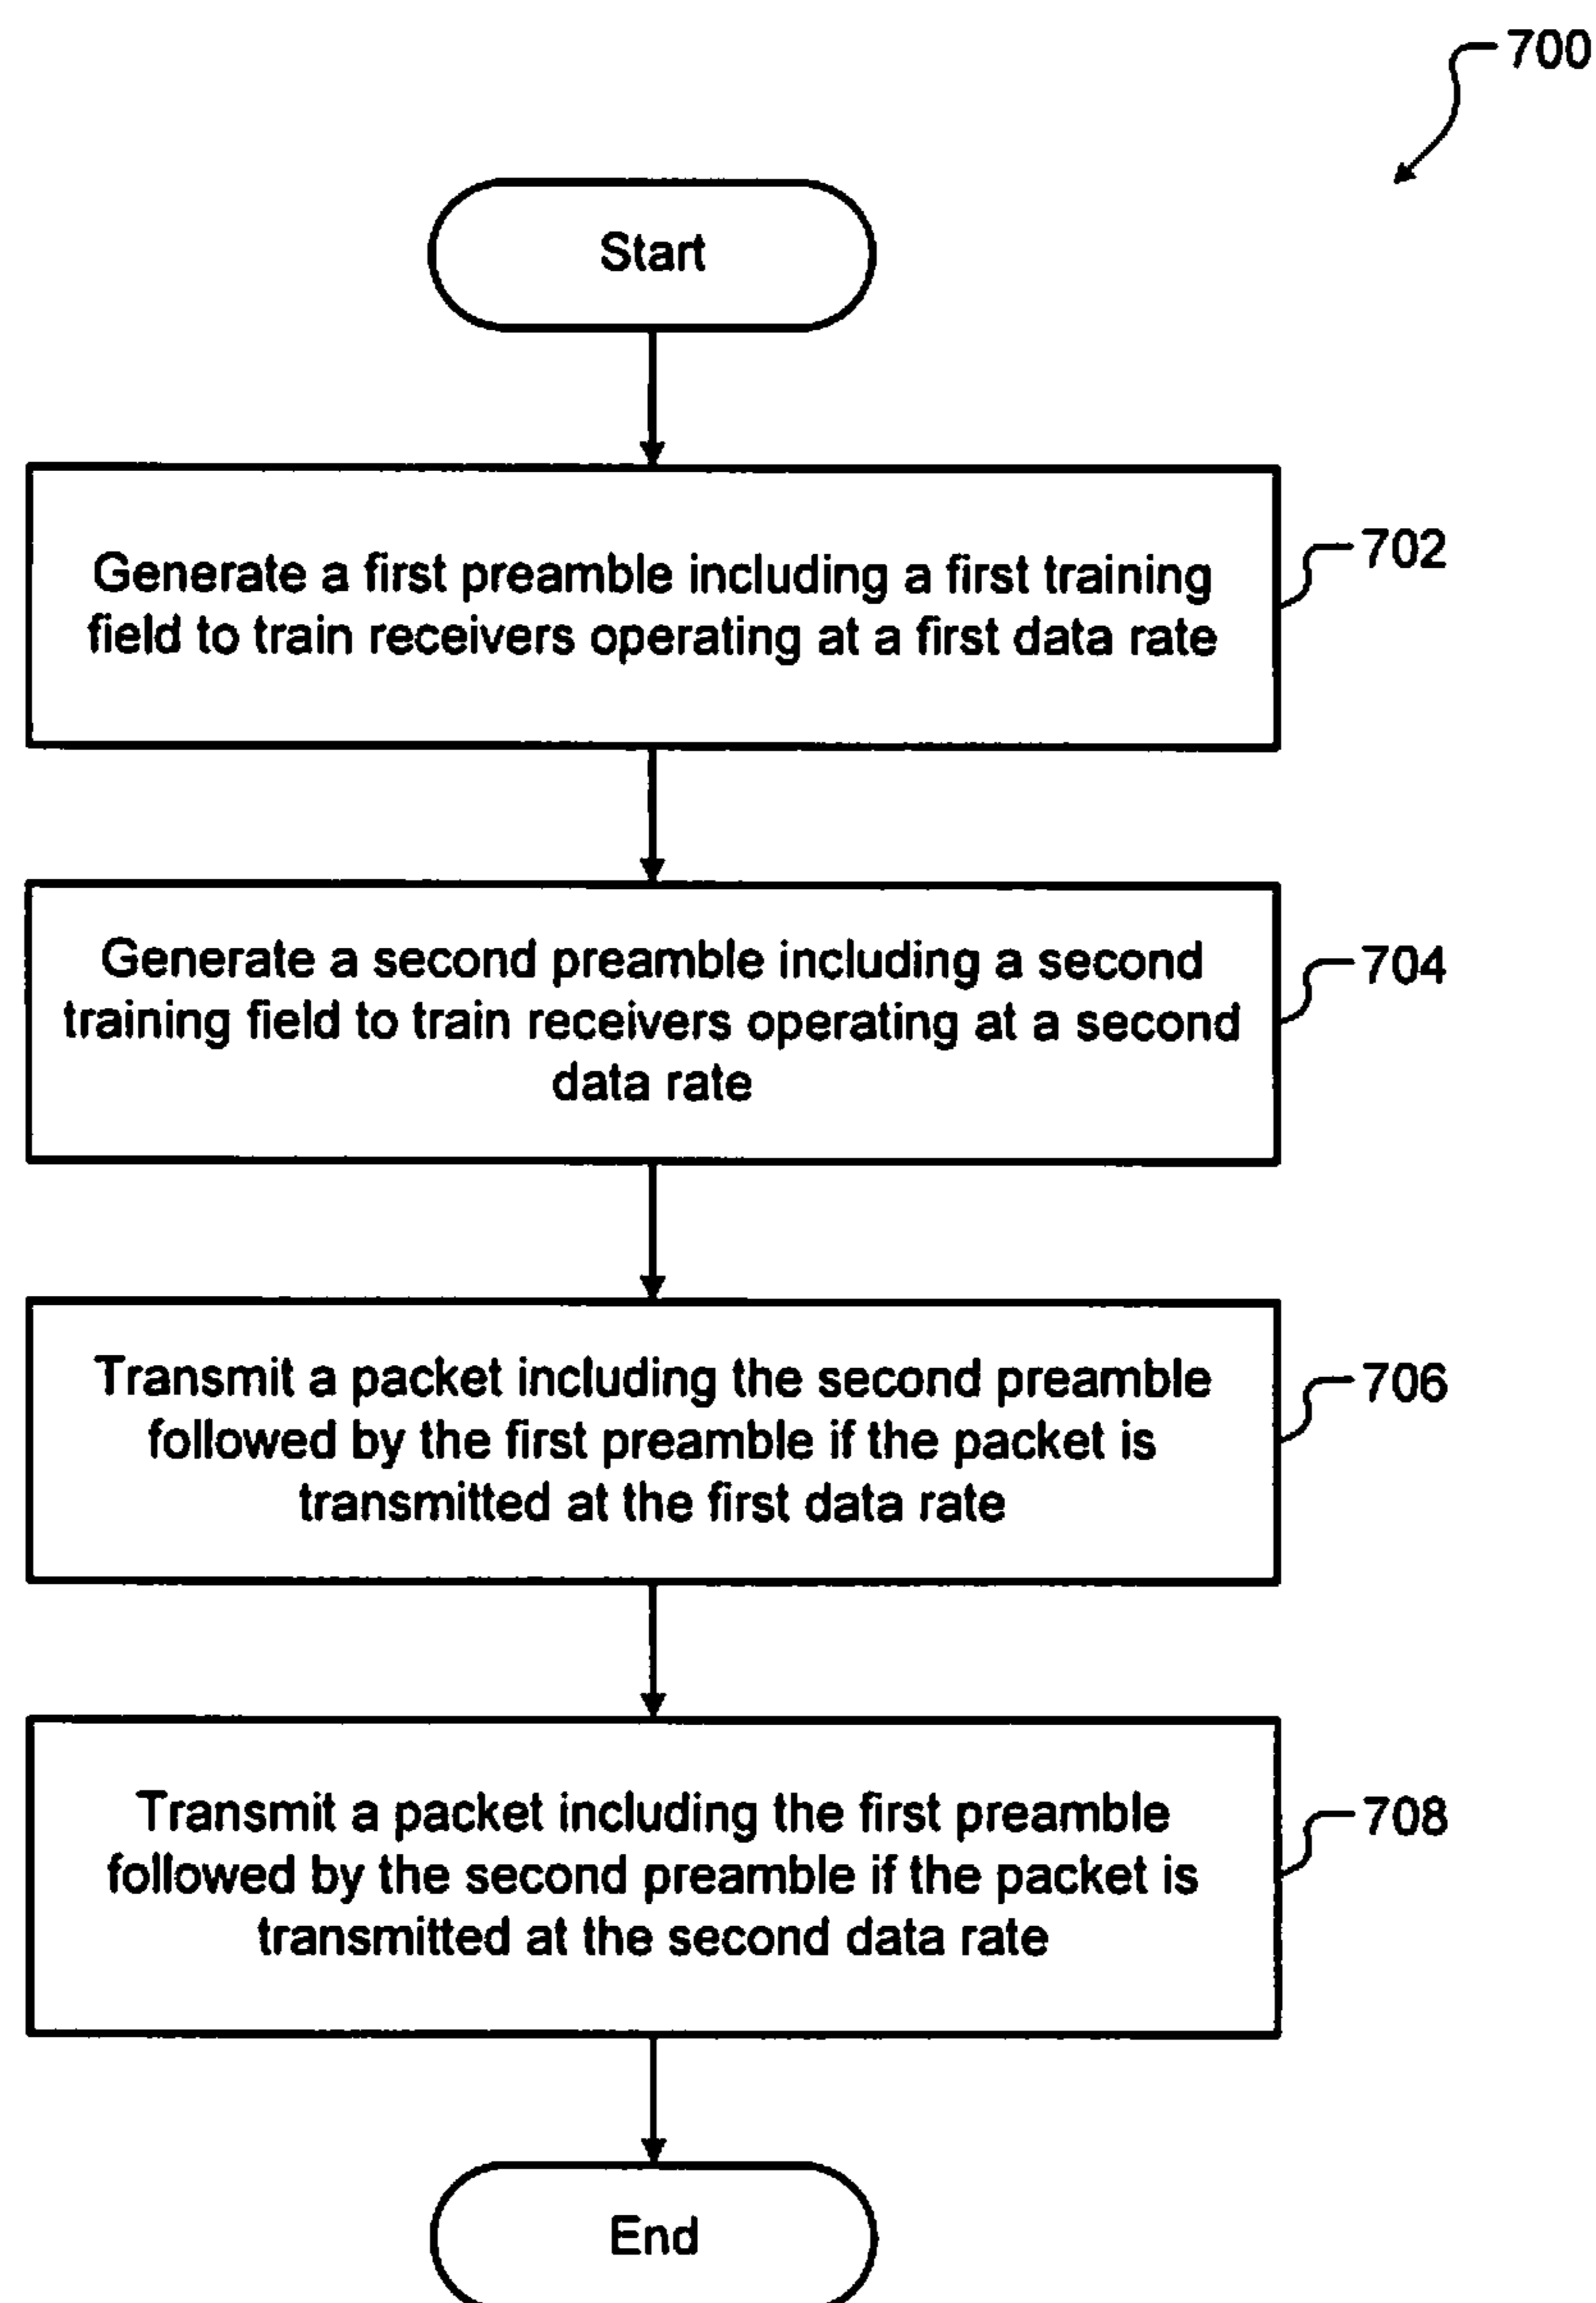 700
Start
Generate a first preamble including a first training
field to train receivers operating at a first data rate
702
Generate a second preamble including a second
training field to train receivers operating at a second
data rate
704
Transmit a packet including the second preamble
followed by the first preamble if the packet is
transmitted at the first data rate
706
Transmit a packet including the first preamble
followed by the second preamble if the packet is
transmitted at the second data rate
708
End